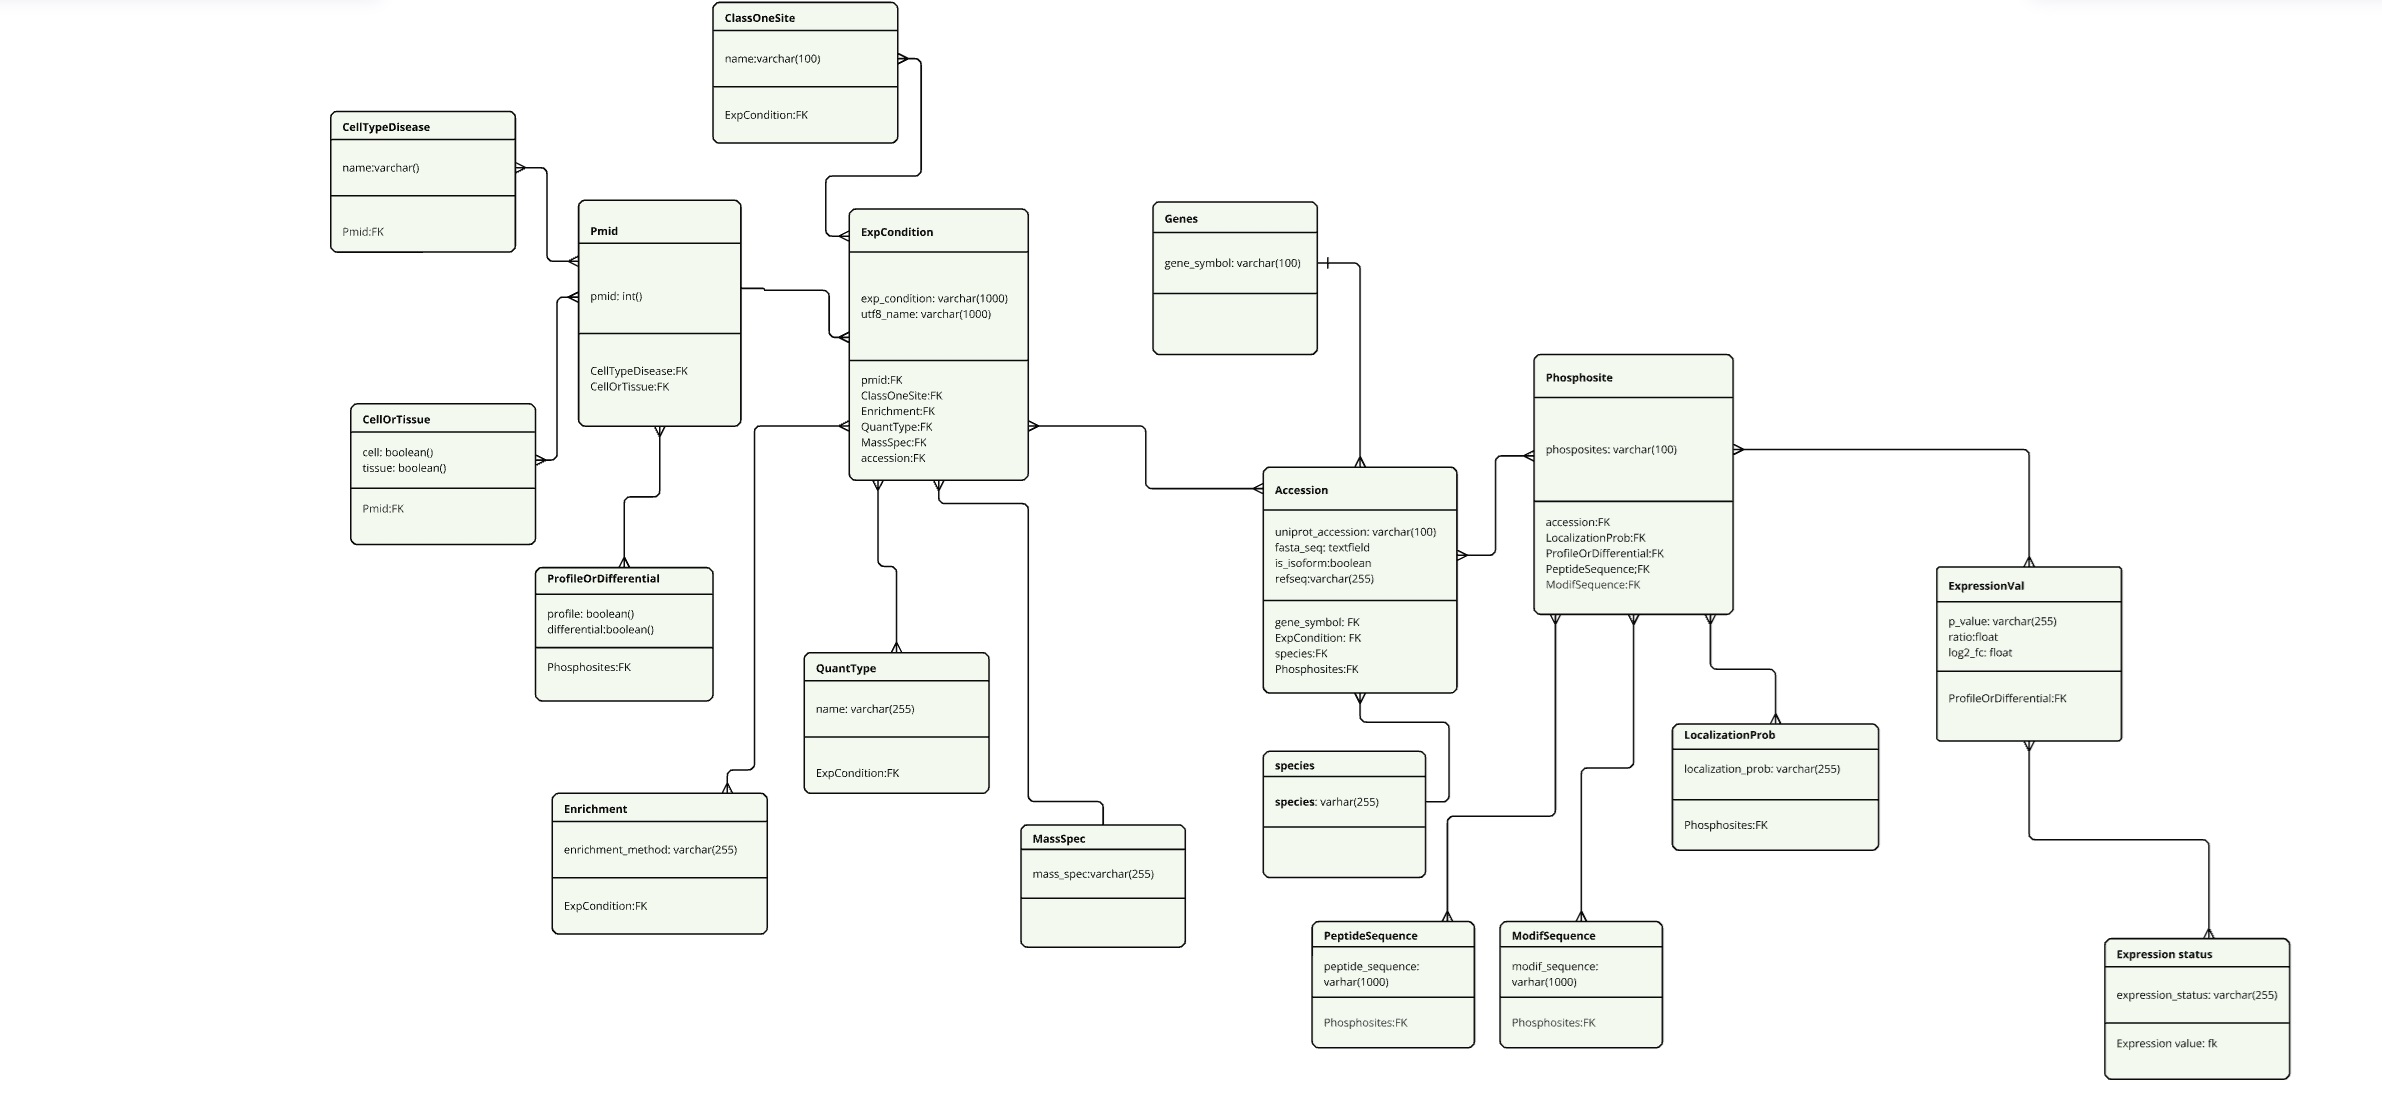 ClassOneSite
name:varchar(100)
ExpCondition:FK
CellTypeDisease
name:varchar()
Pmid:FK
Pmid
pmid: int()
CellTypeDisease:FK
CellOrTissue:FK
ExpCondition
exp_condition: varchar(1000)
utf8_name: varchar(1000)
pmid:FK
ClassOneSite:FK
Enrichment:FK
QuantType:FK
MassSpec:FK
accession:FK
Genes
gene_symbol: varchar(100)
CellOrTissue
cell: boolean()
tissue: boolean()
Pmid:FK
Phosphosite
phosposites: varchar(100)
accession:FK
LocalizationProb:FK
ProfileOrDifferential:FK
PeptideSequence;FK
ModifSequence:FK
Accession
uniprot_accession: varchar(100)
fasta_seq: textfield
is_isoform:boolean
refseq:varchar(255)
gene_symbol: FK
ExpCondition: FK
species:FK
Phosphosites:FK
ProfileOrDifferential
profile: boolean()
differential:boolean()
Phosphosites:FK
ExpressionVal
p_value: varchar(255)
ratio:float
log2_fc: float
ProfileOrDifferential:FK
QuantType
name: varchar(255)
ExpCondition:FK
LocalizationProb
localization_prob: varchar(255)
Phosphosites:FK
species
species: varhar(255)
Enrichment
enrichment_method: varchar(255)
ExpCondition:FK
MassSpec
mass_spec:varchar(255)
PeptideSequence
peptide_sequence:
varhar(1000)
Phosphosites:FK
ModifSequence
modif_sequence:
varhar(1000)
Phosphosites:FK
Expression status
expression_status: varchar(255)
Expression value: fk